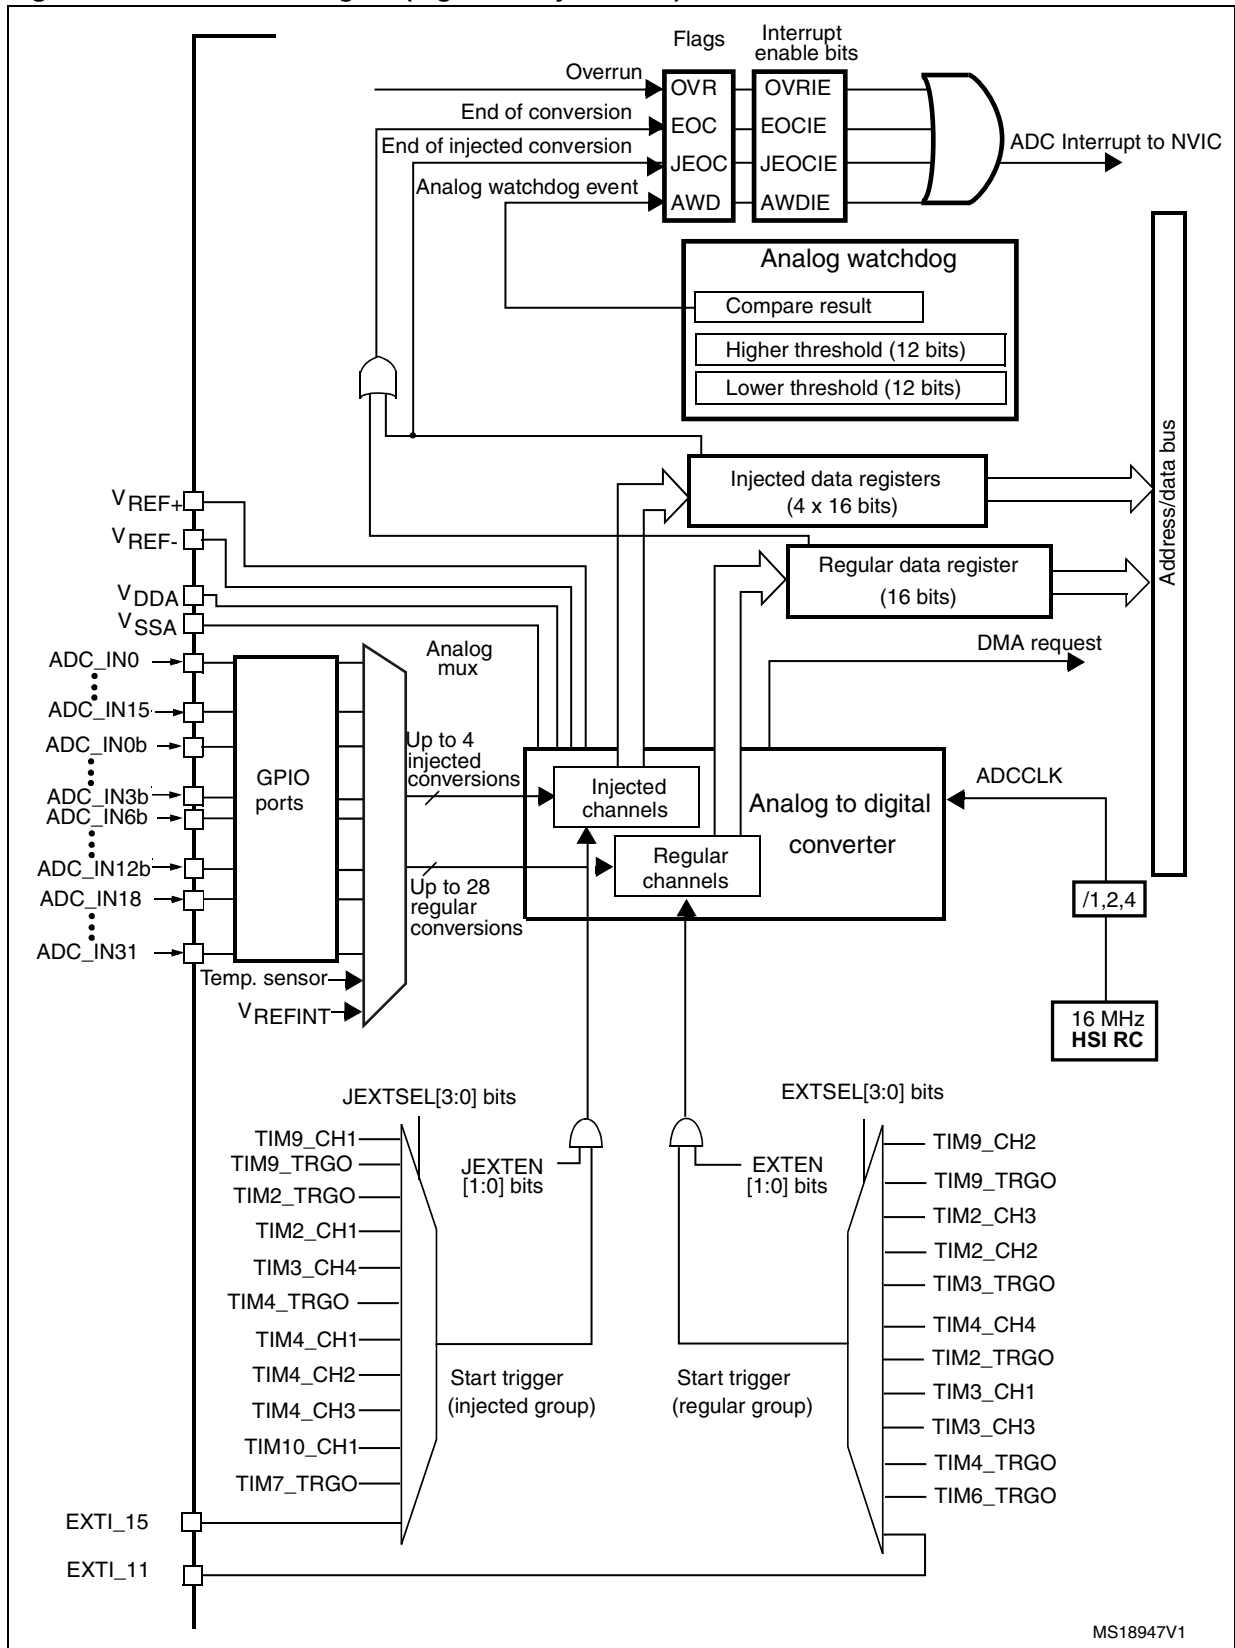 Flags
Interrupt
enable bits
Overrun
OVR
OVRIE
End of conversion
EOC
EOCIE
End of injected conversion
JEOC
JEOCIE
ADC Interrupt to NVIC
Analog watchdog event
AWD
AWDIE
Analog watchdog
Compare result
Higher threshold (12 bits)
Lower threshold (12 bits)
Address/data bus
Injected data registers
(4 x 16 bits)
Regular data register
(16 bits)
VREF+
VREF-
VDDA
VSSA
DMA request
Analog
mux
ADC_IN0
ADC_IN15
ADC_IN0b
ADC_IN3b
ADC_IN6b
ADC_IN12b
ADC_IN18
ADC_IN31
GPIO
ports
Up to 4
injected
conversions
Up to 28
regular
conversions
Injected
channels
Regular
channels
Analog to digital
converter
ADCCLK
/1,2,4
16 MHz
HSI RC
Temp. sensor
VREFINT
JEXTSEL[3:0] bits
EXTSEL[3:0] bits
TIM9_CH1
TIM9_TRGO
TIM2_TRGO
TIM2_CH1
TIM3_CH4
TIM4_TRGO
TIM4_CH1
TIM4_CH2
TIM4_CH3
TIM10_CH1
TIM7_TRGO
JEXTEN
[1:0] bits
EXTEN
[1:0] bits
Start trigger
(injected group)
Start trigger
(regular group)
TIM9_CH2
TIM9_TRGO
TIM2_CH3
TIM2_CH2
TIM3_TRGO
TIM4_CH4
TIM2_TRGO
TIM3_CH1
TIM3_CH3
TIM4_TRGO
TIM6_TRGO
EXTI_15
EXTI_11
MS18947V1